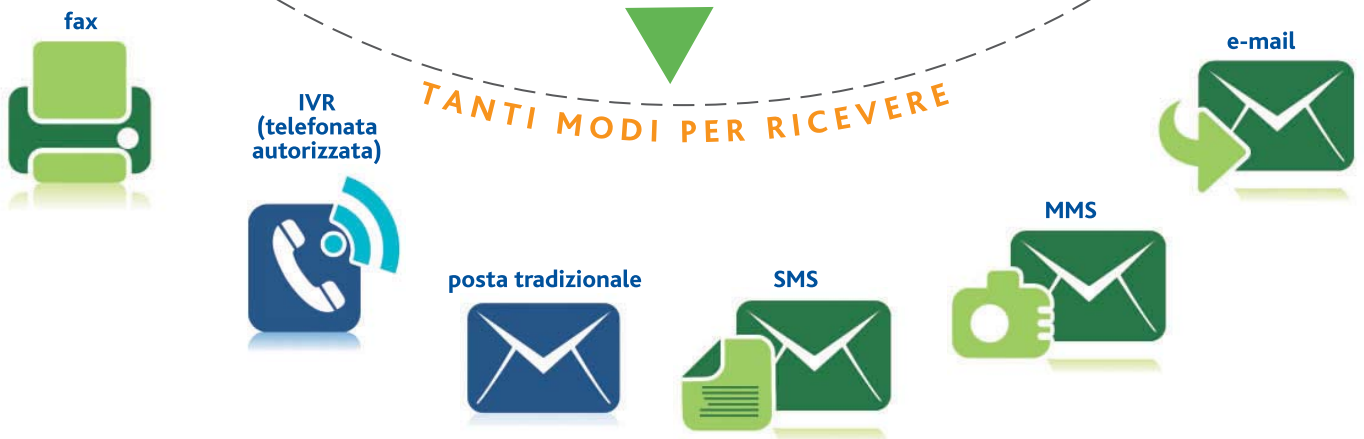 fax
e-mail
TANTI MODI PER RICEVERE
IVR
(telefonata
autorizzata)
MMS
posta tradizionale
SMS